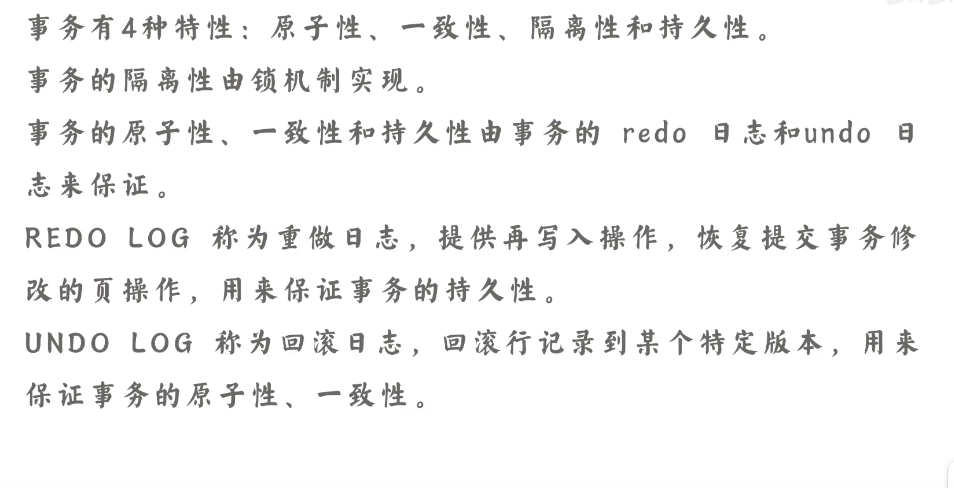 事务有4种特性：原子性、一致性、隔离性和持久性。
事务的隔离性由锁机制实现。
事务的原子性、一致性和持久性由事务的 redo 日志和undo 日
志来保证。
REDO LOG 称为重做日志，提供再写入操作，恢复提交事务修
改的页操作，用来保证事务的持久性。
UNDO LOG 称为回滚日志，回滚行记录到某个特定版本，用来
保证事务的原子性、一致性。